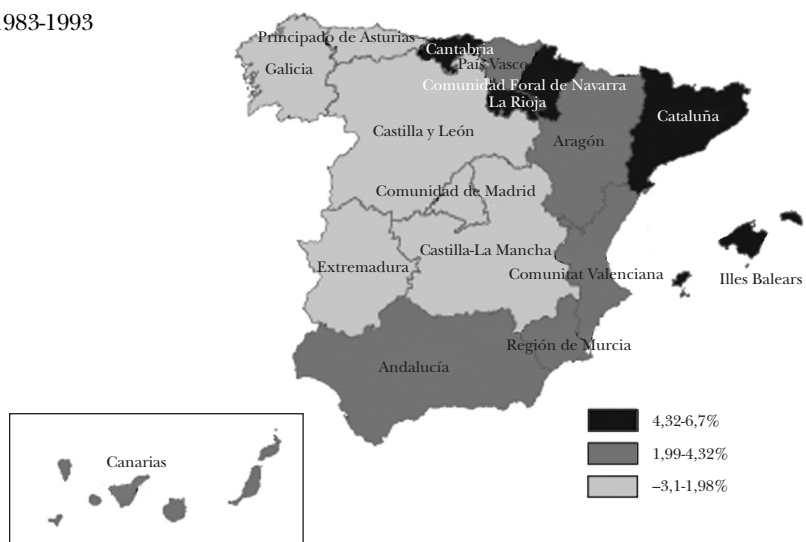 1983-1993
Principado de Asturias
Cantabria
País Vasco
Galicia
Comunidad Foral de Navarra
La Rioja
Cataluña
Castilla y León
Aragón
Comunidad de Madrid
Castilla-La Mancha
Extremadura
Comunitat Valenciana
Illes Balears
Región de Murcia
Andalucía
Canarias
4,32-6,7%
1,99-4,32%
–3,1-1,98%